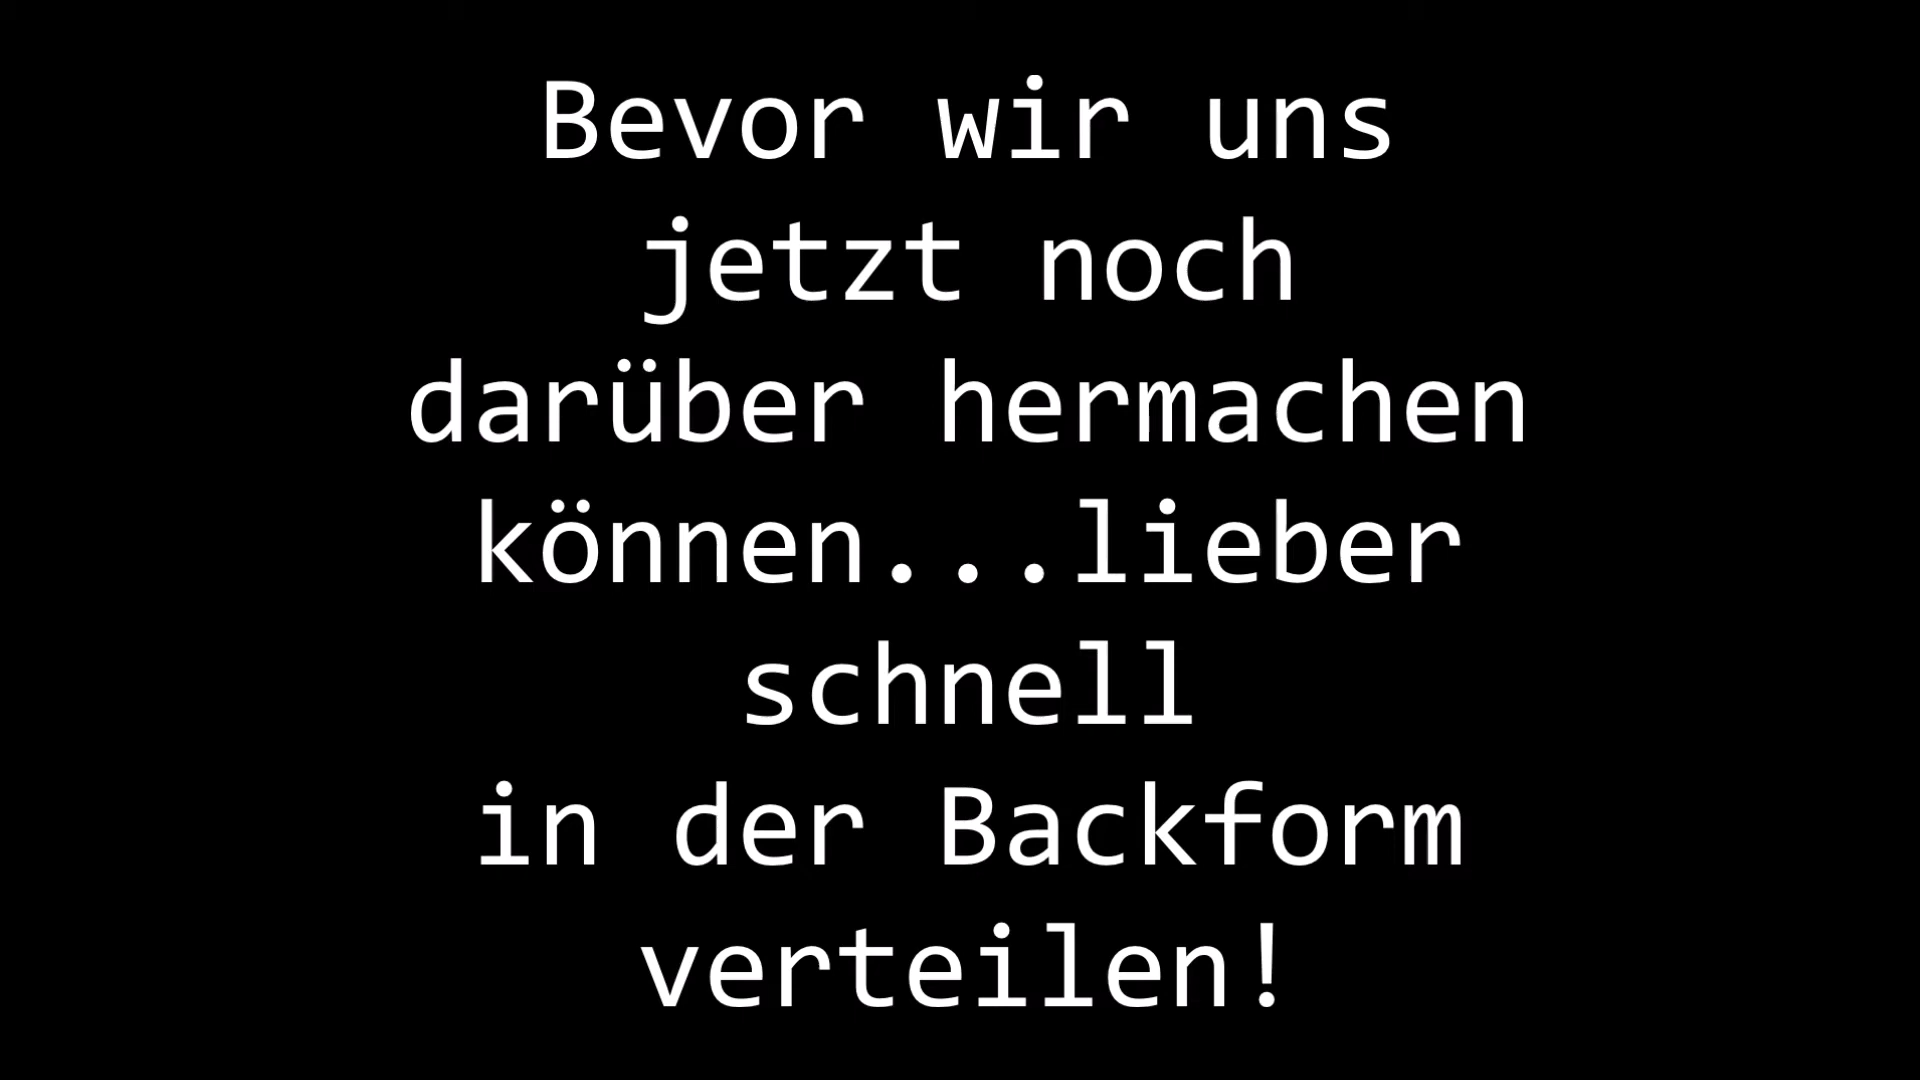 Bevor wir uns
jetzt noch
darüber hermachen
können...lieber
schnell
in der Backform
verteilen!